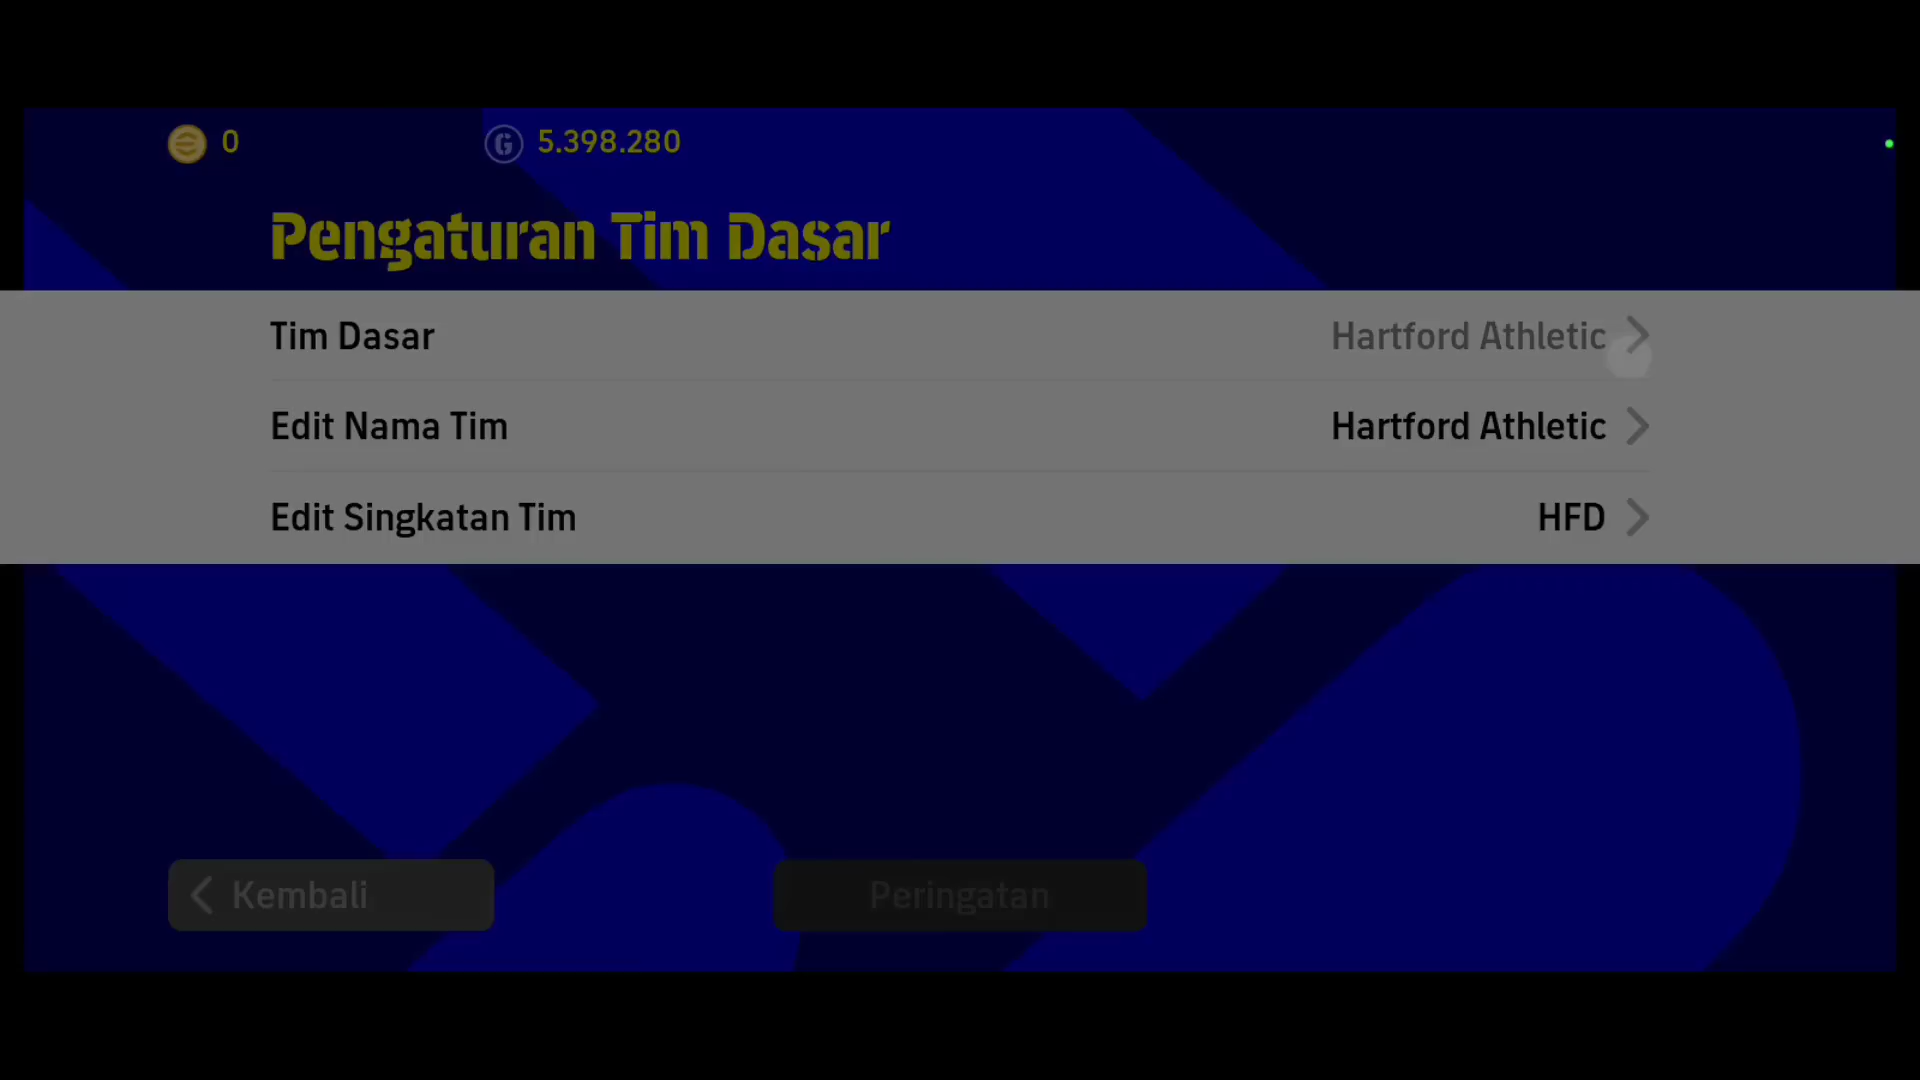 0
G 5.398.280
Pengaturan Tim Dasar
Tim Dasar Hartford Athletic
Edit Nama Tim Hartford Athletic
Edit Singkatan Tim HFD
Kembali Peringatan